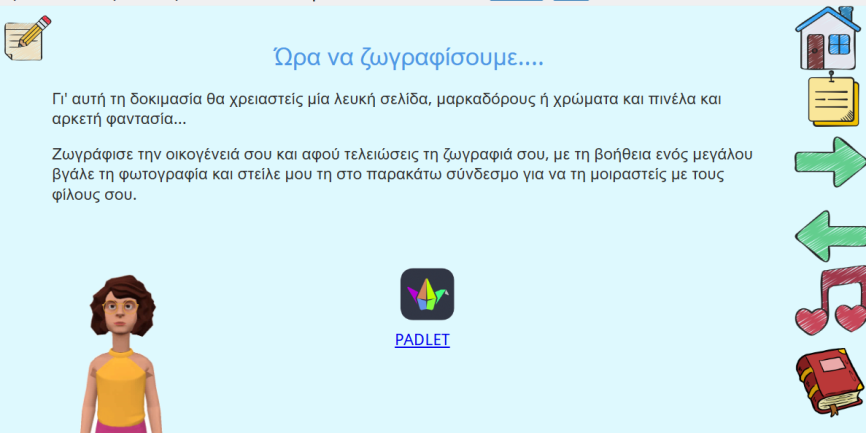 Ώρα να ζωγραφίσουμε....
Γι' αυτή τη δοκιμασία θα χρειαστείς μία λευκή σελίδα, μαρκαδόρους ή χρώματα και πινέλα και
αρκετή φαντασία...
Ζωγράφισε την οικογένειά σου και αφού τελειώσεις τη ζωγραφιά σου, με τη βοήθεια ενός μεγάλου
βγάλε τη φωτογραφία και στείλε μου τη στο παρακάτω σύνδεσμο για να τη μοιραστείς με τους
φίλους σου.
PADLET